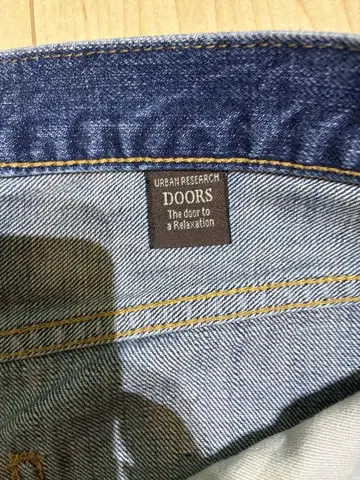 URBAN RESEARCH
DOORS
The door to
a Relaxation